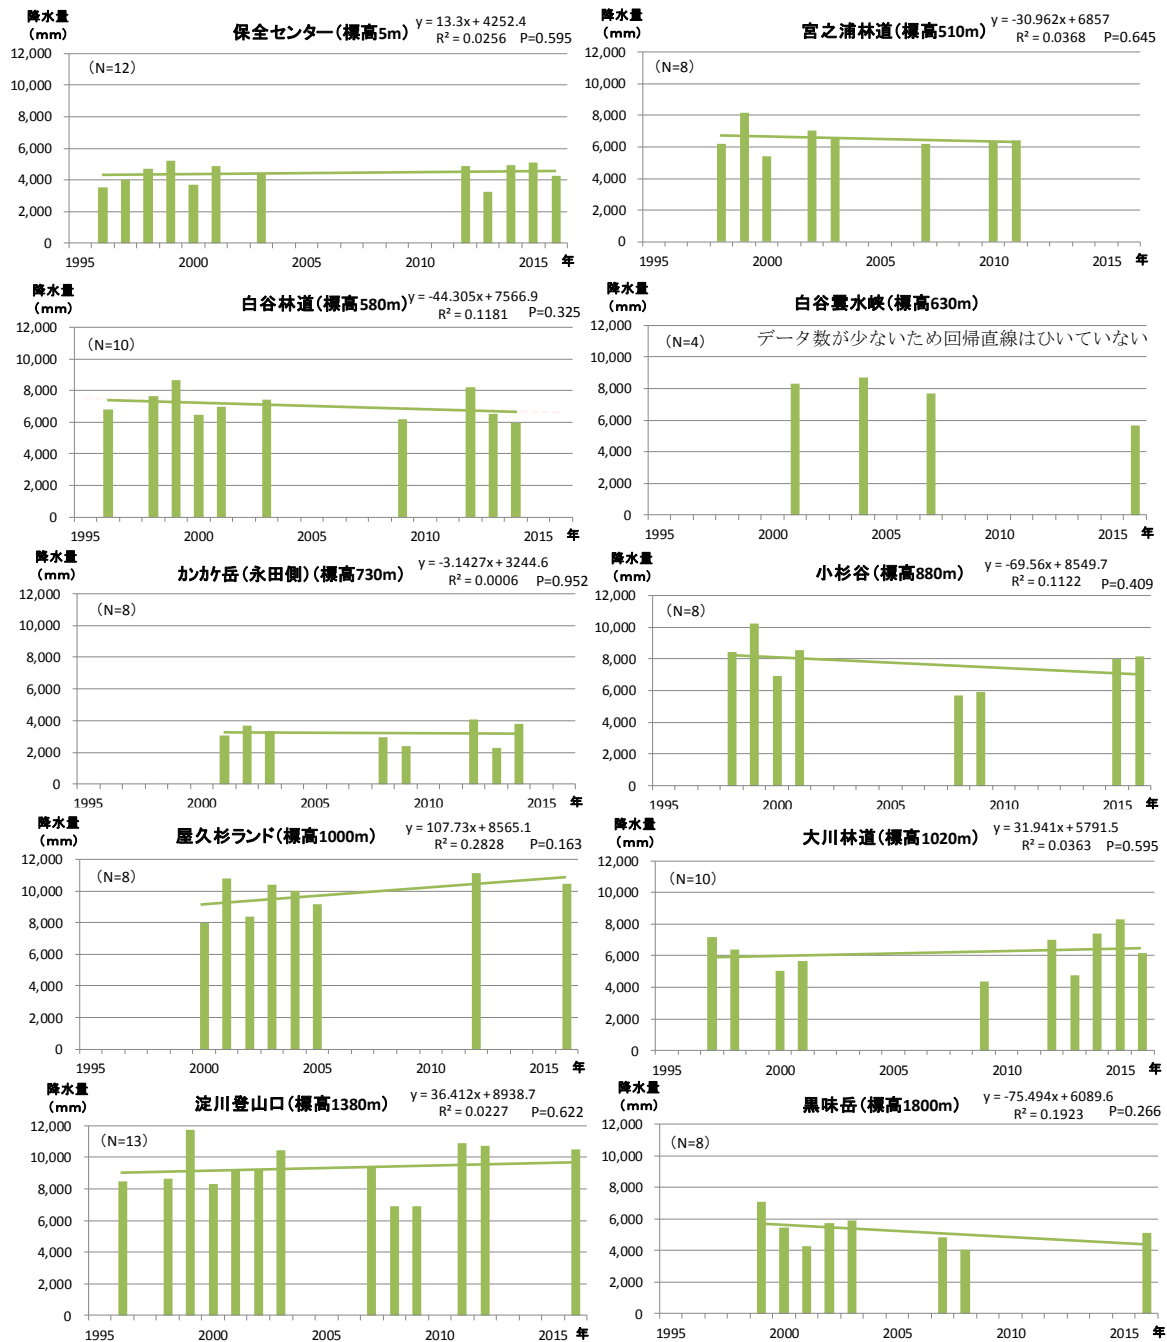 降水量
(mm)
保全センター(標高5m)
y = 13.3x + 4252.4
R² = 0.0256 P=0.595
(N=12)
12,000
10,000
8,000
6,000
4,000
2,000
0
1995 2000 2005 2010 2015 年
宮之浦林道(標高510m)
y = -30.962x + 6857
R² = 0.0368 P=0.645
(N=8)
12,000
10,000
8,000
6,000
4,000
2,000
0
1995 2000 2005 2010 2015 年
降水量
(mm)
白谷林道(標高580m)
y = -44.305x + 7566.9
R² = 0.1181 P=0.325
(N=10)
12,000
10,000
8,000
6,000
4,000
2,000
0
1995 2000 2005 2010 2015 年
降水量
(mm)
白谷雲水峡(標高630m)
(N=4) データ数が少ないため回帰直線はひいていない
12,000
10,000
8,000
6,000
4,000
2,000
0
1995 2000 2005 2010 2015 年
降水量
(mm)
カンカケ岳(永田側)(標高730m)
y = -3.1427x + 3244.6
R² = 0.0006 P=0.952
(N=8)
12,000
10,000
8,000
6,000
4,000
2,000
0
1995 2000 2005 2010 2015 年
降水量
(mm)
小杉谷(標高880m)
y = -69.56x + 8549.7
R² = 0.1122 P=0.409
(N=8)
12,000
10,000
8,000
6,000
4,000
2,000
0
1995 2000 2005 2010 2015 年
降水量
(mm)
屋久杉ランド(標高1000m)
y = 107.73x + 8565.1
R² = 0.2828 P=0.163
(N=8)
12,000
10,000
8,000
6,000
4,000
2,000
0
1995 2000 2005 2010 2015 年
降水量
(mm)
大川林道(標高1020m)
y = 31.941x + 5791.5
R² = 0.0363 P=0.595
(N=10)
12,000
10,000
8,000
6,000
4,000
2,000
0
1995 2000 2005 2010 2015 年
降水量
(mm)
淀川登山口(標高1380m)
y = 36.412x + 8938.7
R² = 0.0227 P=0.622
(N=13)
12,000
10,000
8,000
6,000
4,000
2,000
0
1995 2000 2005 2010 2015 年
降水量
(mm)
黒味岳(標高1800m)
y = -75.494x + 6089.6
R² = 0.1923 P=0.266
(N=8)
12,000
10,000
8,000
6,000
4,000
2,000
0
1995 2000 2005 2010 2015 年